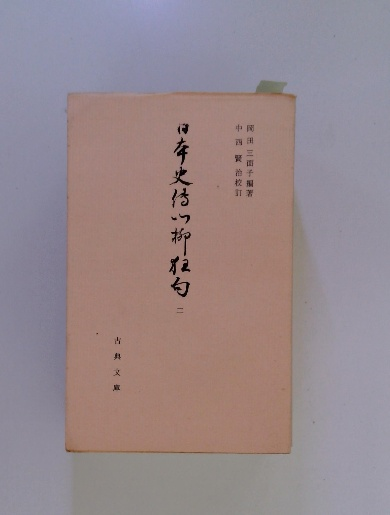 岡田三面子編著
中西賢治校訂
日本史伝川柳狂句
二
古典文庫